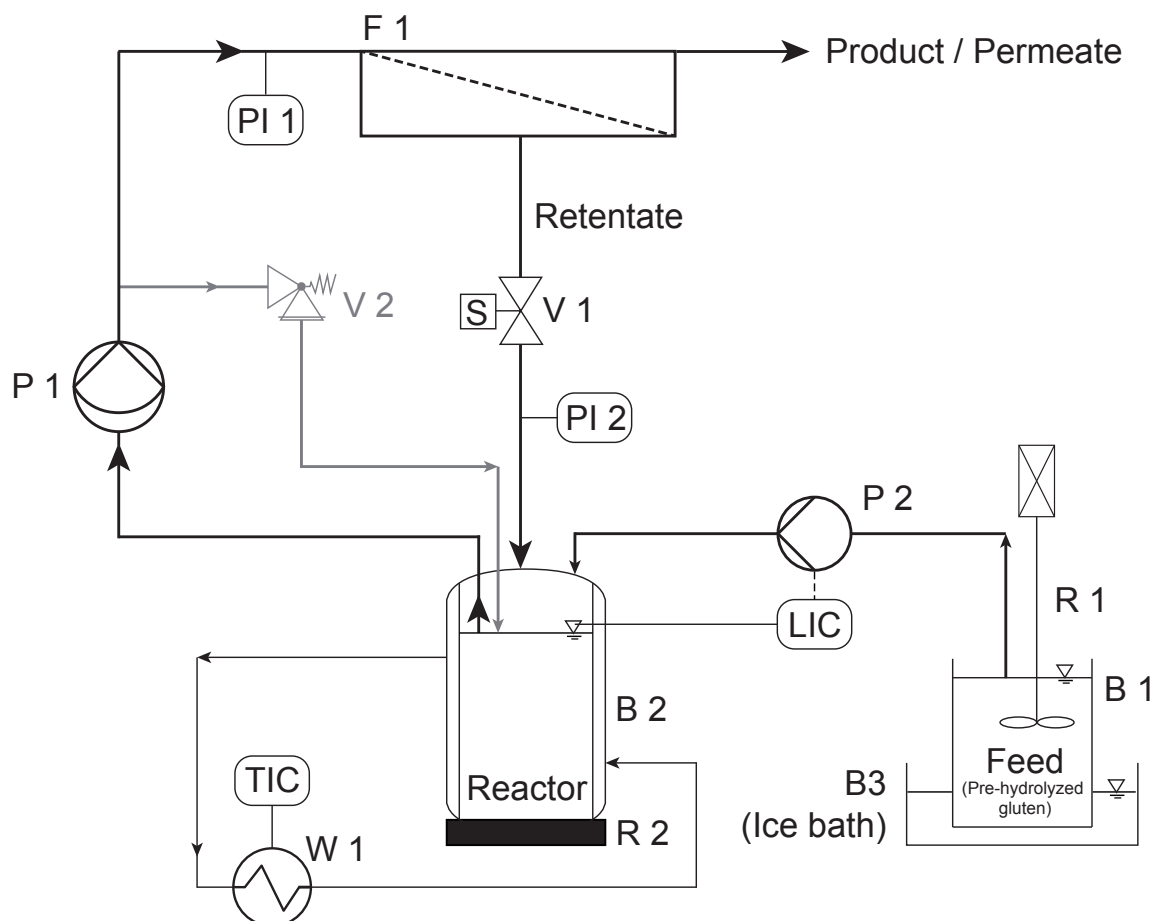 F 1
Product / Permeate
PI 1
Retentate
V 2
S
V 1
P 1
PI 2
P 2
R 1
LIC
B 2
B 1
Feed
(Pre-hydrolyzed
gluten)
TIC
Reactor
B3
(Ice bath)
R 2
W 1